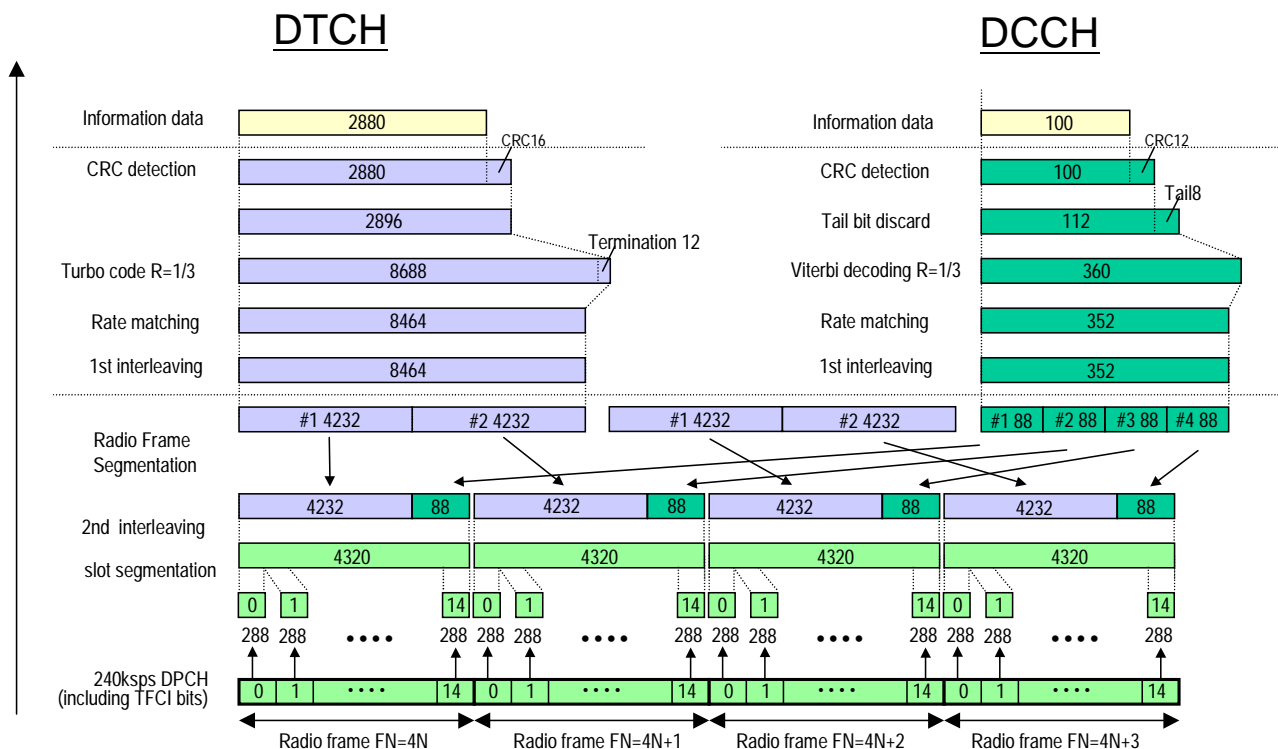 DTCH DCCH
Information data 2880 Information data 100
CRC16 CRC12
CRC detection 2880 CRC detection 100
Tail8
2896 Tail bit discard 112
Termination 12
Turbo code R=1/3 8688 Viterbi decoding R=1/3 360
Rate matching 8464 Rate matching 352
1st interleaving 8464 1st interleaving 352
#1 4232 #2 4232 #1 4232 #2 4232 #1 88 #2 88 #3 88 #4 88
Radio Frame
Segmentation
4232 88 4232 88 4232 88 4232 88
2nd interleaving
4320 4320 4320 4320
slot segmentation
0 1 14 0 1 14 0 1 14 0 1 14
288 288 •••• 288 288 288 •••• 288 288 288 •••• 288 288 288 •••• 288
240ksps DPCH
(including TFCI bits)
0 1 •••• 14 0 1 •••• 14 0 1 •••• 14 0 1 •••• 14
Radio frame FN=4N Radio frame FN=4N+1 Radio frame FN=4N+2 Radio frame FN=4N+3